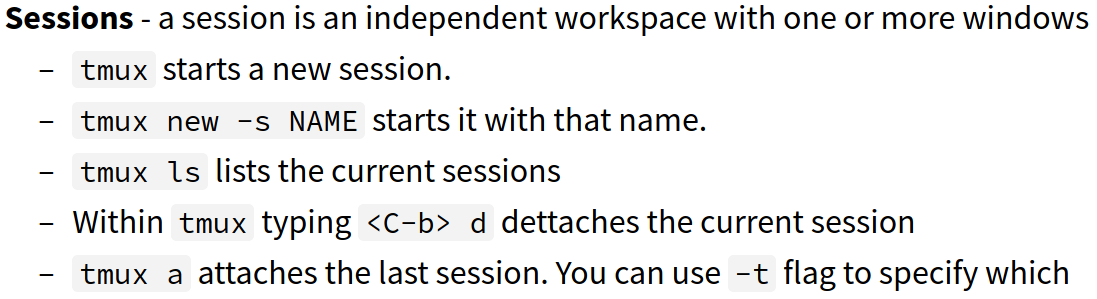 Sessions - a session is an independent workspace with one or more windows
– tmux starts a new session.
– tmux new -s NAME starts it with that name.
– tmux ls lists the current sessions
– Within tmux typing <C-b> d dettaches the current session
– tmux a attaches the last session. You can use -t flag to specify which